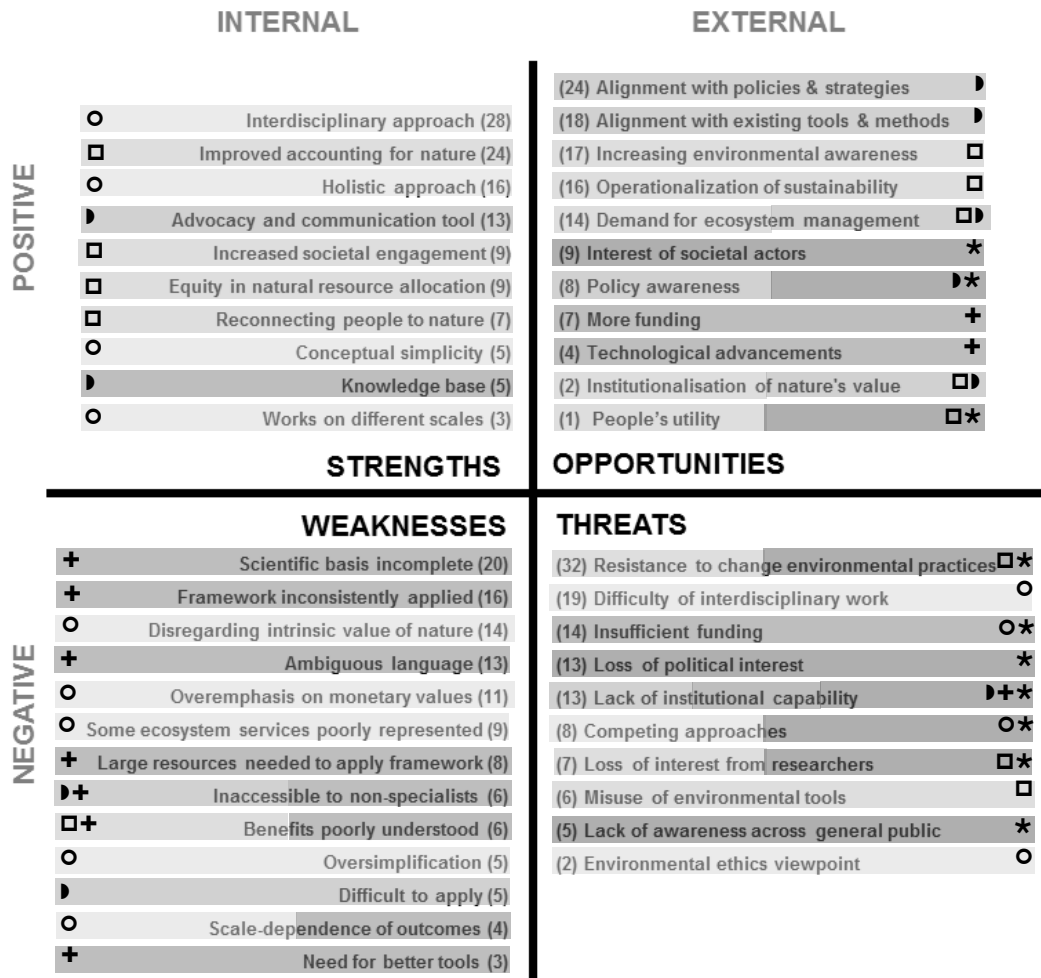 INTERNAL
EXTERNAL
POSITIVE
Interdisciplinary approach (28)
Improved accounting for nature (24)
Holistic approach (16)
Advocacy and communication tool (13)
Increased societal engagement (9)
Equity in natural resource allocation (9)
Reconnecting people to nature (7)
Conceptual simplicity (5)
Knowledge base (5)
Works on different scales (3)
STRENGTHS
(24) Alignment with policies & strategies
(18) Alignment with existing tools & methods
(17) Increasing environmental awareness
(16) Operationalization of sustainability
(14) Demand for ecosystem management
(9) Interest of societal actors
(8) Policy awareness
(7) More funding
(4) Technological advancements
(2) Institutionalisation of nature's value
(1) People's utility
OPPORTUNITIES
NEGATIVE
WEAKNESSES
Scientific basis incomplete (20)
Framework inconsistently applied (16)
Disregarding intrinsic value of nature (14)
Ambiguous language (13)
Overemphasis on monetary values (11)
Some ecosystem services poorly represented (9)
Large resources needed to apply framework (8)
Inaccessible to non-specialists (6)
Benefits poorly understood (6)
Oversimplification (5)
Difficult to apply (5)
Scale-dependence of outcomes (4)
Need for better tools (3)
THREATS
(32) Resistance to change environmental practices
(19) Difficulty of interdisciplinary work
(14) Insufficient funding
(13) Loss of political interest
(13) Lack of institutional capability
(8) Competing approaches
(7) Loss of interest from researchers
(6) Misuse of environmental tools
(5) Lack of awareness across general public
(2) Environmental ethics viewpoint